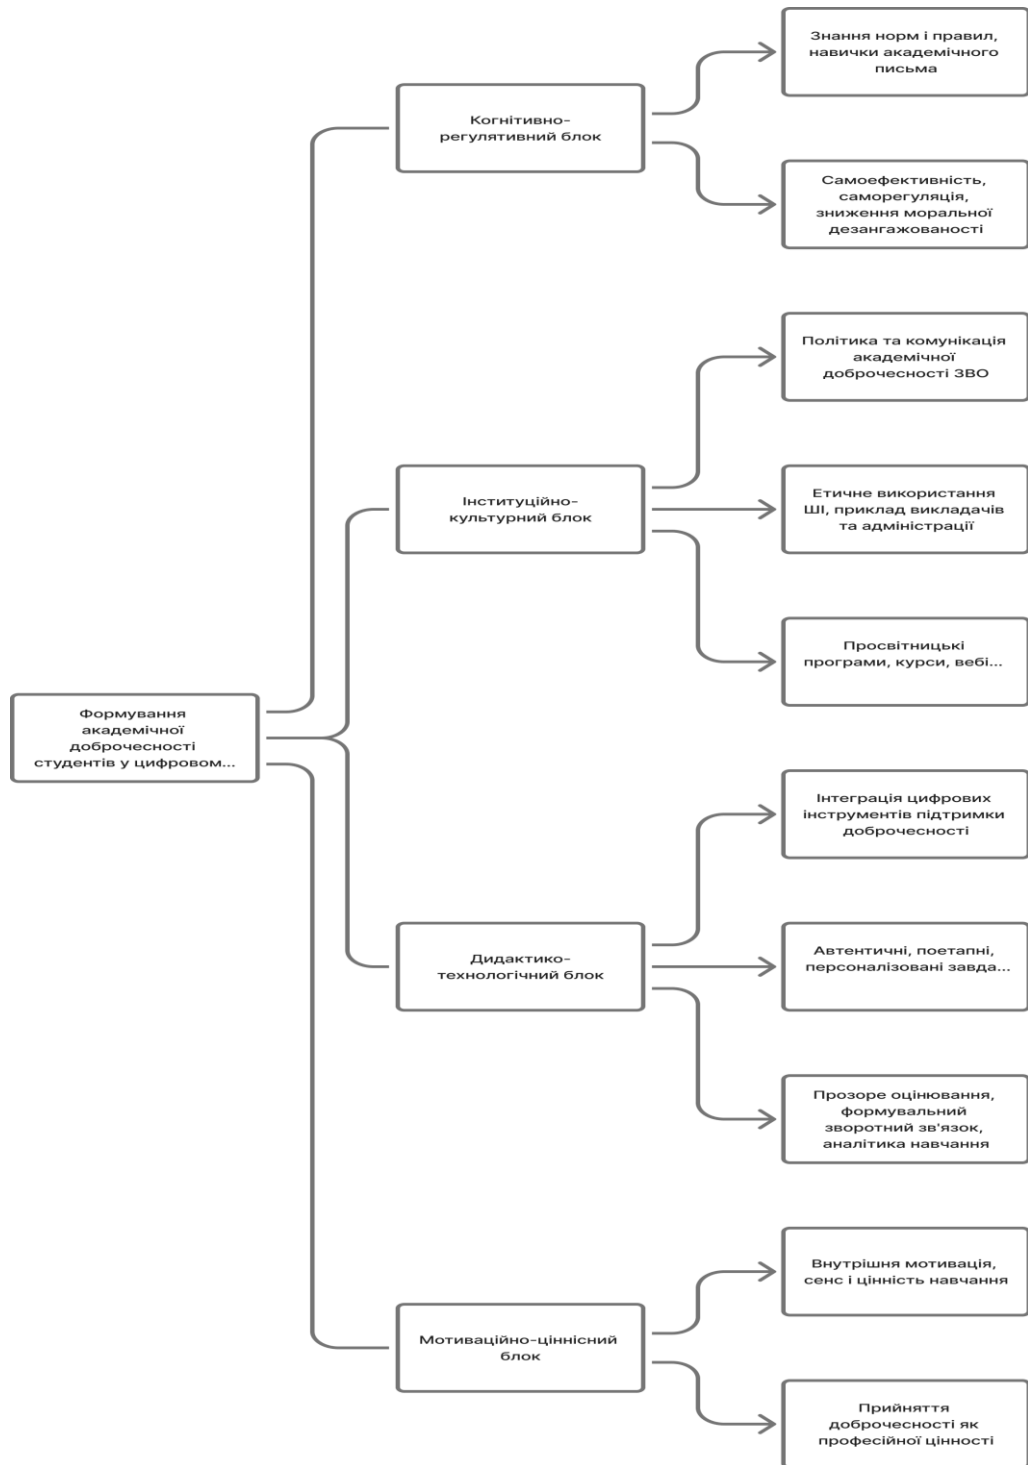 Знання норм і правил,
навички академічного
письма
Когнітивно-
регулятивний блок
Самоефективність,
саморегуляція,
зниження моральної
дезангажованості
Політика та комунікація
академічної
доброчесності ЗВО
Інституційно-
культурний блок
Етичне використання
ШІ, приклад викладачів
та адміністрації
Просвітницькі
програми, курси, вебі...
Формування
академічної
доброчесності
студентів у цифровом...
Інтеграція цифрових
інструментів підтримки
доброчесності
Дидактико-
технологічний блок
Автентичні, поетапні,
персоналізовані завда...
Прозоре оцінювання,
формувальний
зворотний зв'язок,
аналітика навчання
Внутрішня мотивація,
сенс і цінність навчання
Мотиваційно-ціннісний
блок
Прийняття
доброчесності як
професійної цінності